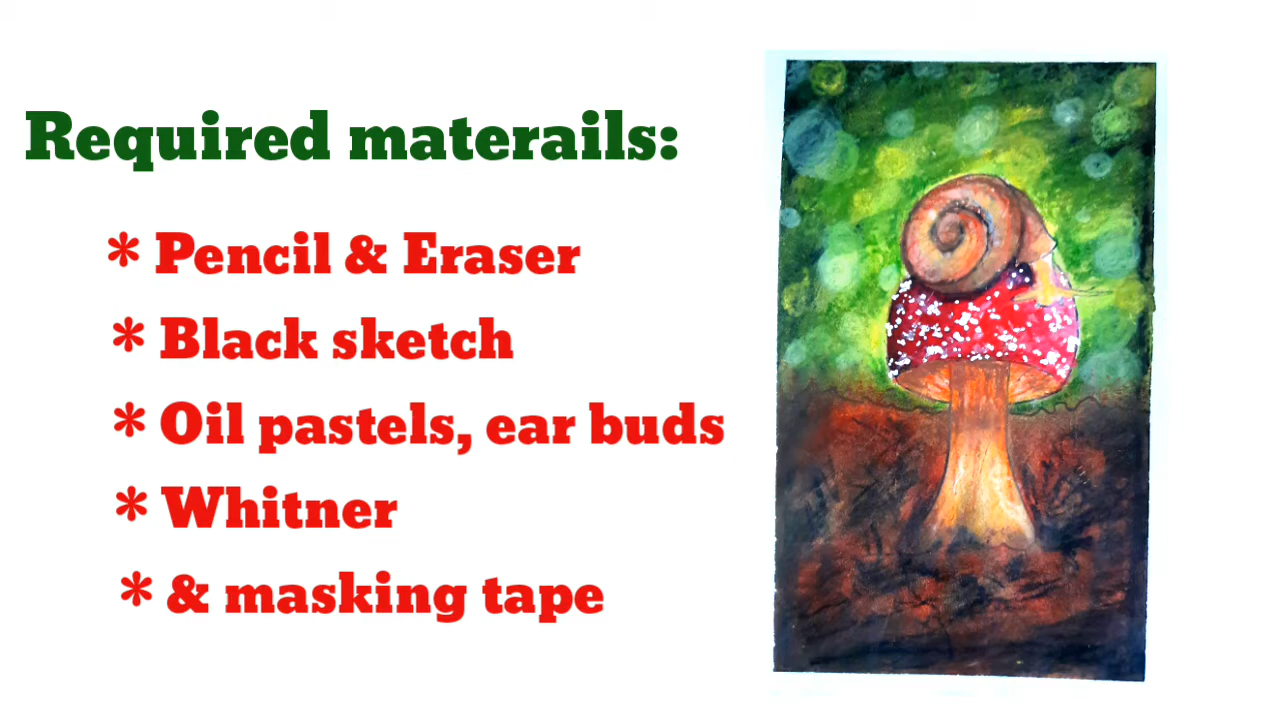 Required materails:
* Pencil & Eraser
* Black sketch
* Oil pastels, ear buds
* Whitner
* & masking tape